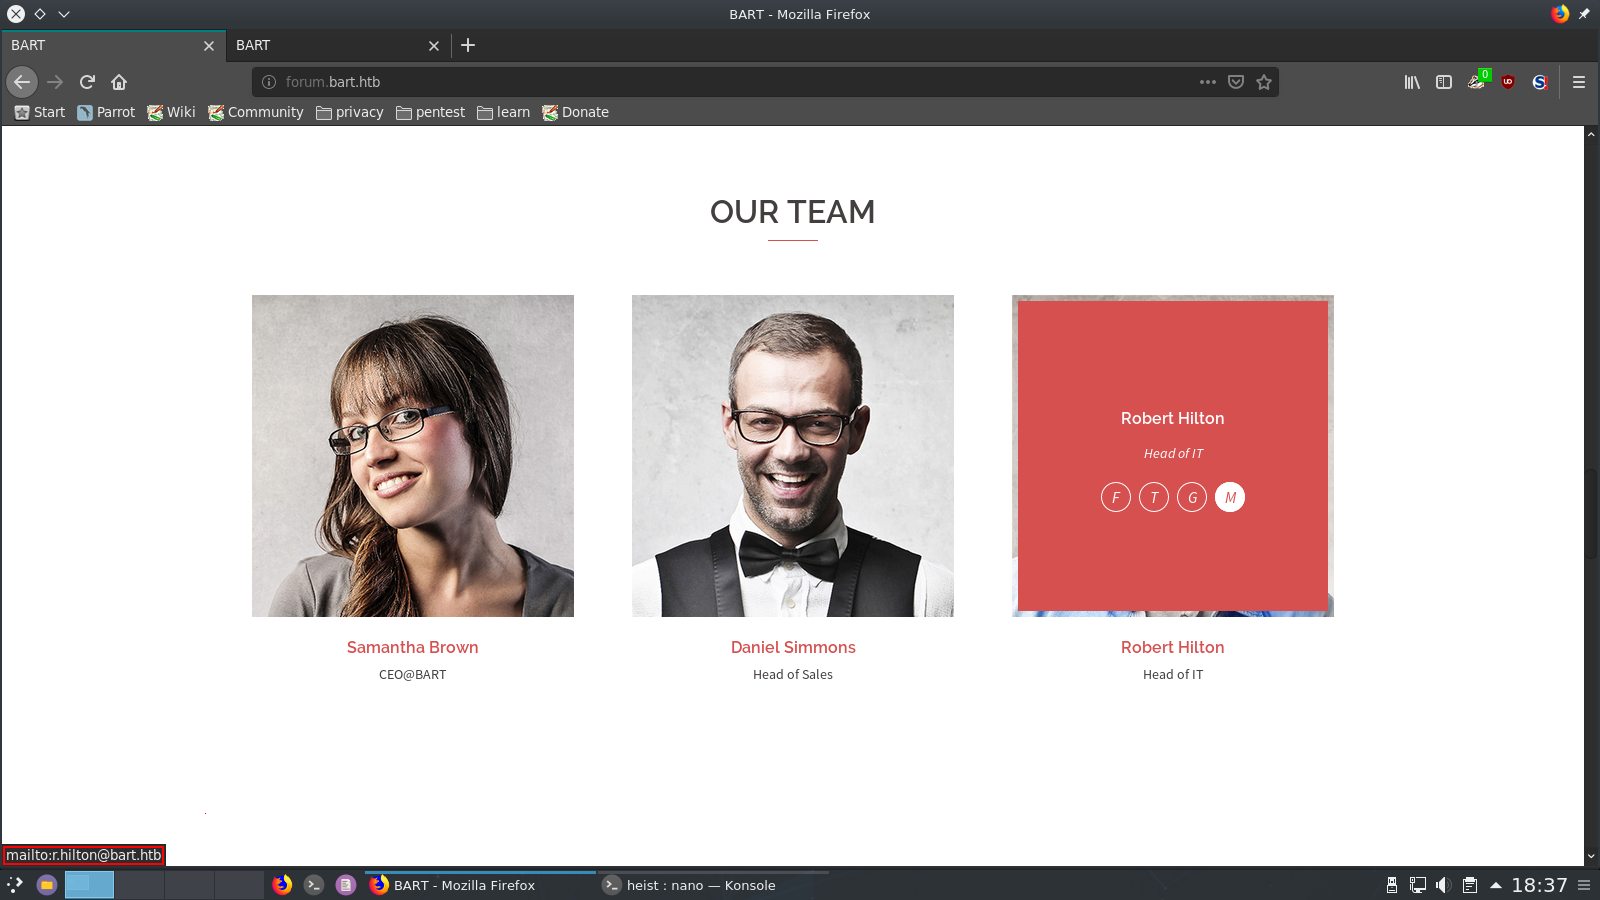 BART - Mozilla Firefox
BART
BART
forum.bart.htb
0
Start
Parrot
Wiki
Community
privacy
pentest
learn
Donate
OUR TEAM
Robert Hilton
Head of IT
F T G M
Samantha Brown
Daniel Simmons
Robert Hilton
CEO@BART
Head of Sales
Head of IT
mailto:r.hilton@bart.htb
BART - Mozilla Firefox
heist : nano — Konsole
18:37